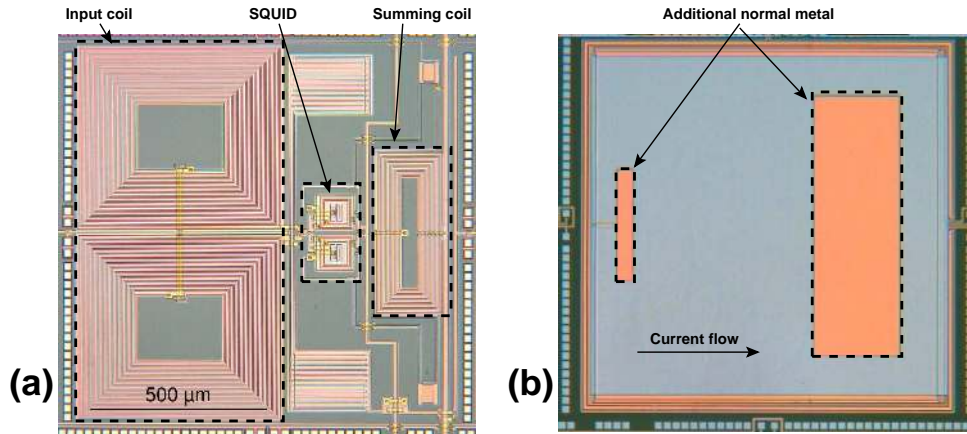 Input coil
SQUID
Summing coil
500 µm
(a)
Additional normal metal
Current flow
(b)